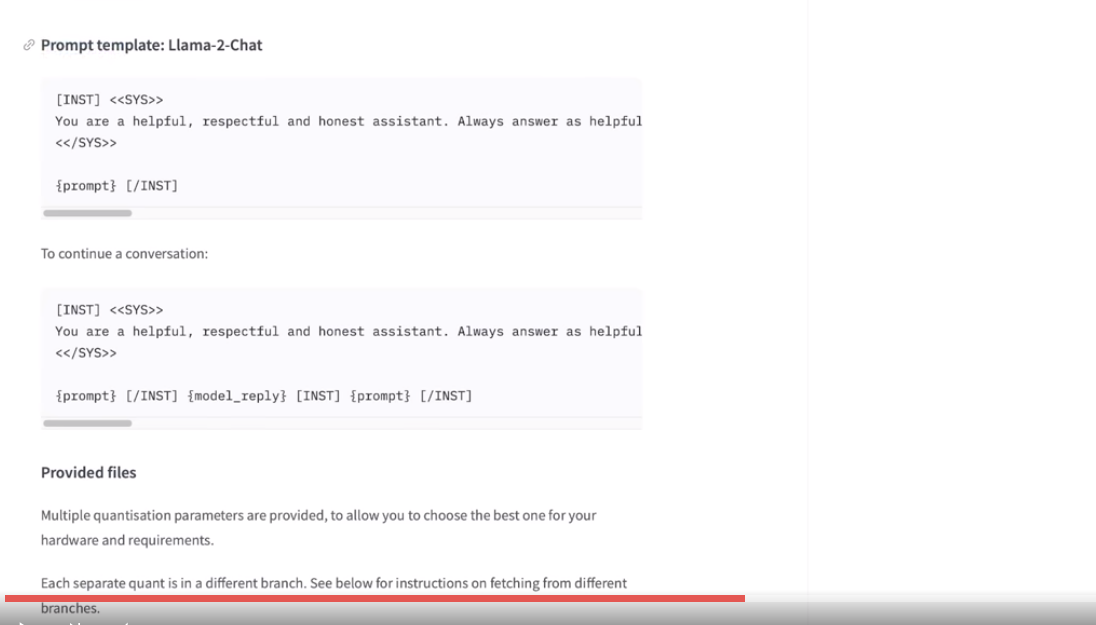 Prompt template: Llama-2-Chat
[INST] <<SYS>>
You are a helpful, respectful and honest assistant. Always answer as helpful
<</SYS>>
{prompt} [/INST]
To continue a conversation:
[INST] <<SYS>>
You are a helpful, respectful and honest assistant. Always answer as helpful
<</SYS>>
{prompt} [/INST] {model_reply} [INST] {prompt} [/INST]
Provided files
Multiple quantisation parameters are provided, to allow you to choose the best one for your
hardware and requirements.
Each separate quant is in a different branch. See below for instructions on fetching from different
branches.